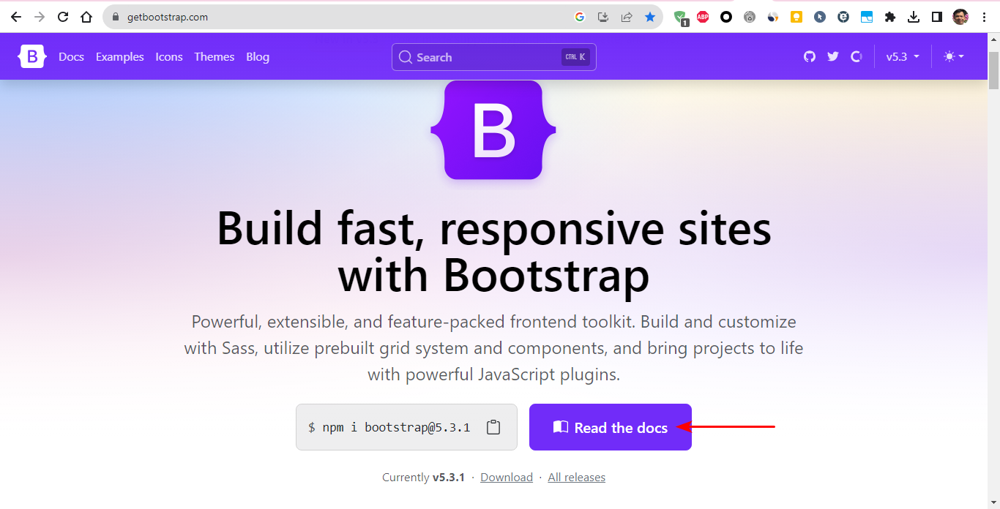 getbootstrap.com
1
ABP
B Docs Examples Icons Themes Blog Search CTRL K v5.3
B
Build fast, responsive sites
with Bootstrap
Powerful, extensible, and feature-packed frontend toolkit. Build and customize
with Sass, utilize prebuilt grid system and components, and bring projects to life
with powerful JavaScript plugins.
$ npm i bootstrap@5.3.1
Read the docs
Currently v5.3.1 · Download · All releases